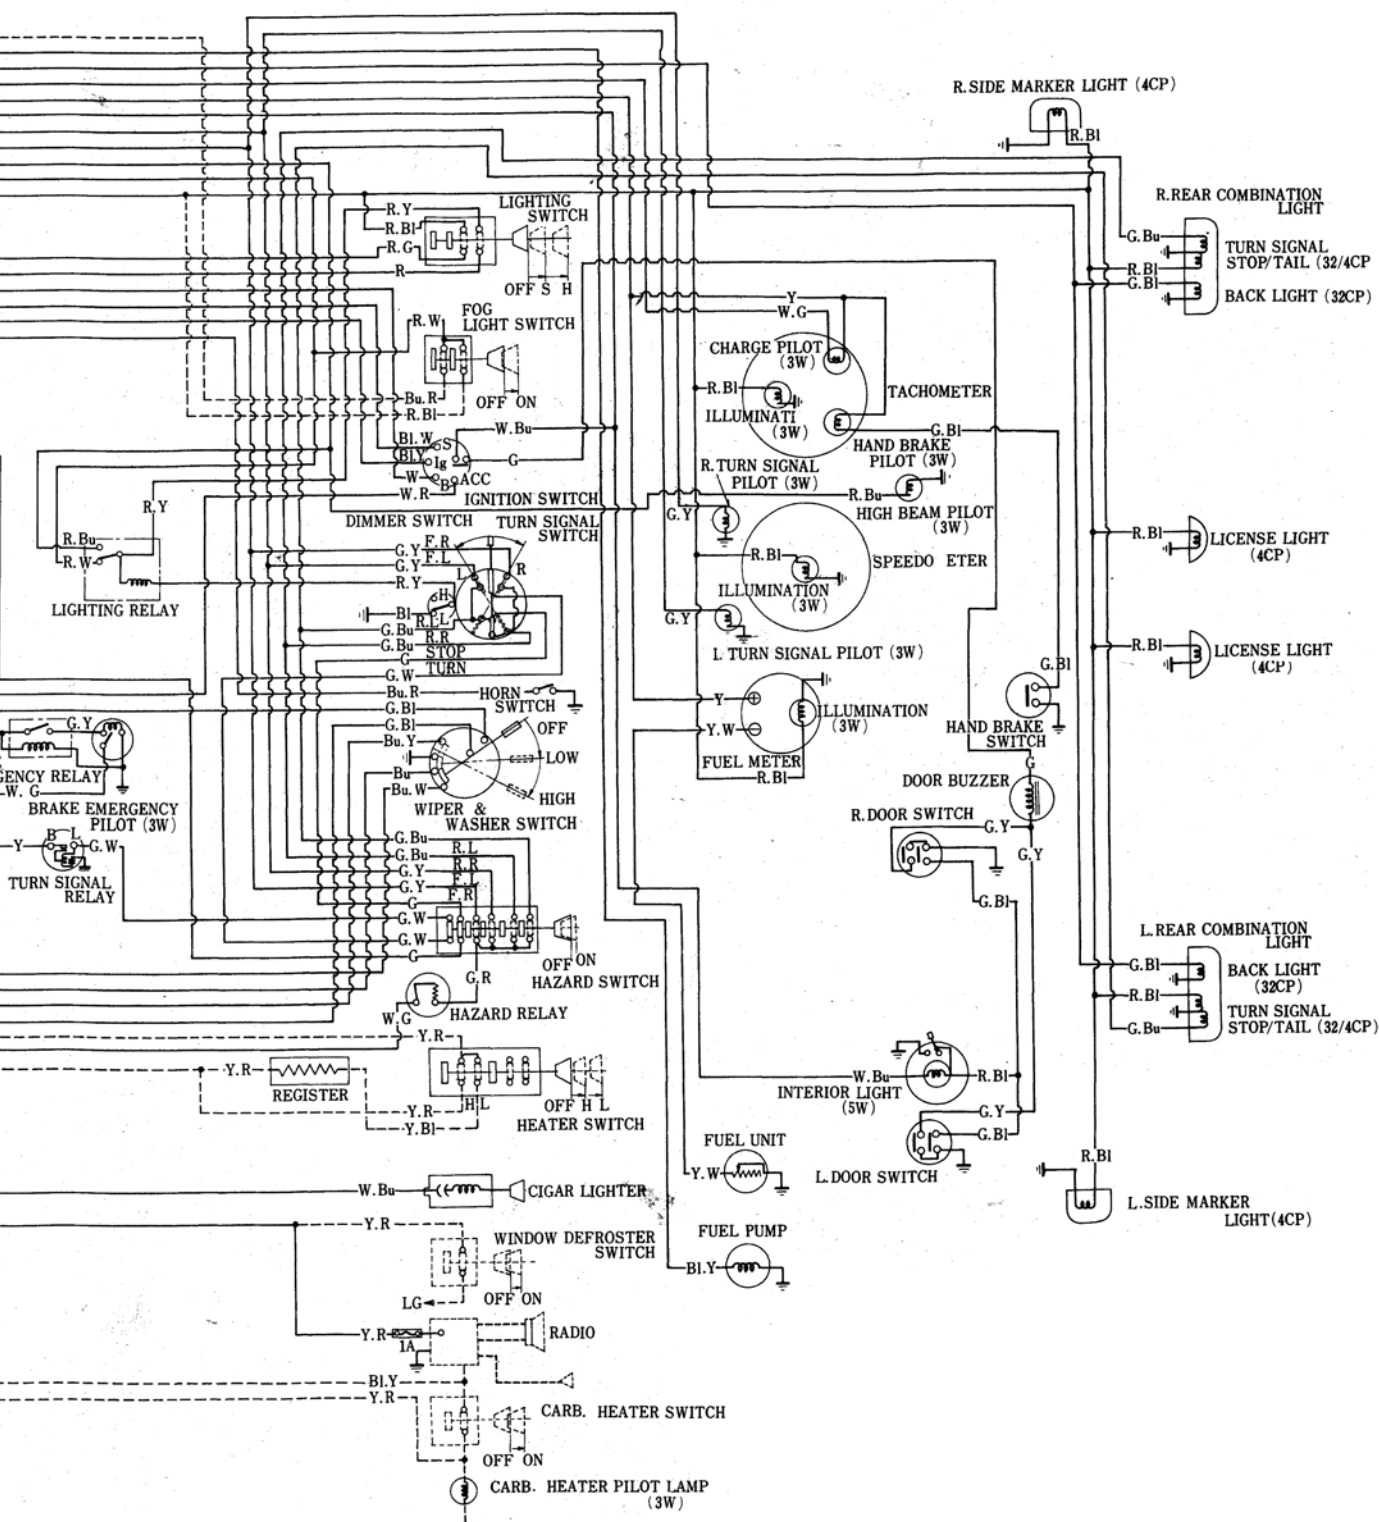 R.SIDE MARKER LIGHT (4CP)
R.Bl
R.REAR COMBINATION
LIGHT
G.Bu
TURN SIGNAL
STOP/TAIL (32/4CP
R.Bl
G.Bl
BACK LIGHT (32CP)
LIGHTING
SWITCH
R.Y
R.Bl
R.G
R
OFF S H
FOG
LIGHT SWITCH
R.W
OFF ON
Bu.R
R.Bl
Y
W.G
CHARGE PILOT
(3W)
TACHOMETER
R.Bl
ILLUMINATI
(3W)
G.Bl
HAND BRAKE
PILOT (3W)
W.Bu
Bl.W
S
Bl.Y
Ig
G
W
B
ACC
W.R
IGNITION SWITCH
R.TURN SIGNAL
PILOT (3W)
R.Bu
HIGH BEAM PILOT
(3W)
G.Y
R.Y
DIMMER SWITCH
TURN SIGNAL
SWITCH
R.Bu
R.W
LIGHTING RELAY
G.Y
F.R
G.Y
F.L
L
R
R.Y
H
Bl
R.L
L
G.Bu
R.R
G.Bu
STOP
G
TURN
G.W
R.Bl
SPEEDO ETER
ILLUMINATION
(3W)
G.Y
L TURN SIGNAL PILOT (3W)
R.Bl
LICENSE LIGHT
(4CP)
R.Bl
LICENSE LIGHT
(4CP)
Bu.R
HORN
SWITCH
G.Bl
G.Bl
OFF
Bu.Y
LOW
Bu
Bu.W
HIGH
WIPER &
WASHER SWITCH
Y
Y.W
ILLUMINATION
(3W)
FUEL METER
R.Bl
G.Bl
HAND BRAKE
SWITCH
G
DOOR BUZZER
R.DOOR SWITCH
G.Y
G.Y
G.Bl
G.Y
GENCY RELAY
W. G
BRAKE EMERGENCY
PILOT (3W)
Y
B
L
G.W
TURN SIGNAL
RELAY
G.Bu
R.L
G.Bu
R.R
G.Y
G.Y
F.R
G
G.W
G.W
G
OFF ON
HAZARD SWITCH
G.R
HAZARD RELAY
W.G
Y.R
Y.R
REGISTER
H L
OFF H L
Y.R
Y.Bl
HEATER SWITCH
L.REAR COMBINATION
LIGHT
G.Bl
BACK LIGHT
(32CP)
R.Bl
TURN SIGNAL
STOP/TAIL (32/4CP)
G.Bu
W.Bu
R.Bl
INTERIOR LIGHT
(5W)
G.Y
G.Bl
L.DOOR SWITCH
FUEL UNIT
Y.W
R.Bl
W.Bu
CIGAR LIGHTER
L.SIDE MARKER
LIGHT(4CP)
Y.R
WINDOW DEFROSTER
SWITCH
OFF ON
LG
FUEL PUMP
Bl.Y
Y.R
1A
RADIO
Bl.Y
Y.R
CARB. HEATER SWITCH
OFF ON
CARB. HEATER PILOT LAMP
(3W)